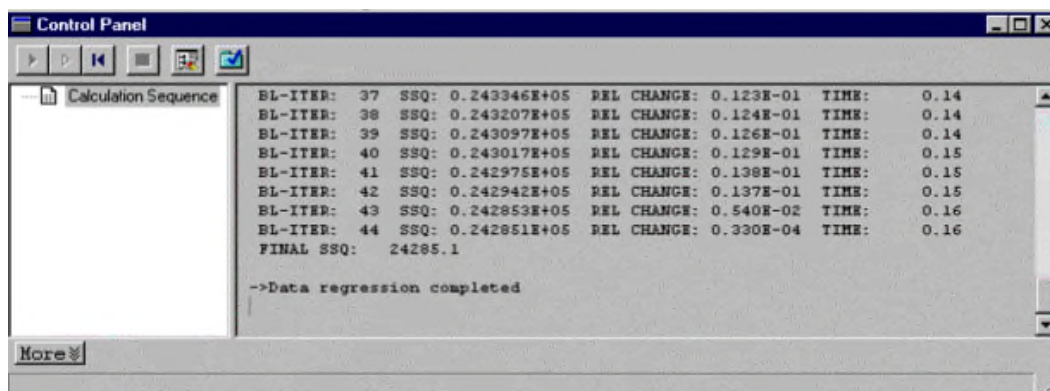 Control Panel
Calculation Sequence
BL-ITER: 37 SSQ: 0.243346E+05 REL CHANGE: 0.123E-01 TIME: 0.14
BL-ITER: 38 SSQ: 0.243207E+05 REL CHANGE: 0.124E-01 TIME: 0.14
BL-ITER: 39 SSQ: 0.243097E+05 REL CHANGE: 0.126E-01 TIME: 0.14
BL-ITER: 40 SSQ: 0.243017E+05 REL CHANGE: 0.129E-01 TIME: 0.15
BL-ITER: 41 SSQ: 0.242975E+05 REL CHANGE: 0.138E-01 TIME: 0.15
BL-ITER: 42 SSQ: 0.242942E+05 REL CHANGE: 0.137E-01 TIME: 0.15
BL-ITER: 43 SSQ: 0.242853E+05 REL CHANGE: 0.540E-02 TIME: 0.16
BL-ITER: 44 SSQ: 0.242851E+05 REL CHANGE: 0.330E-04 TIME: 0.16
FINAL SSQ: 24285.1
->Data regression completed
More